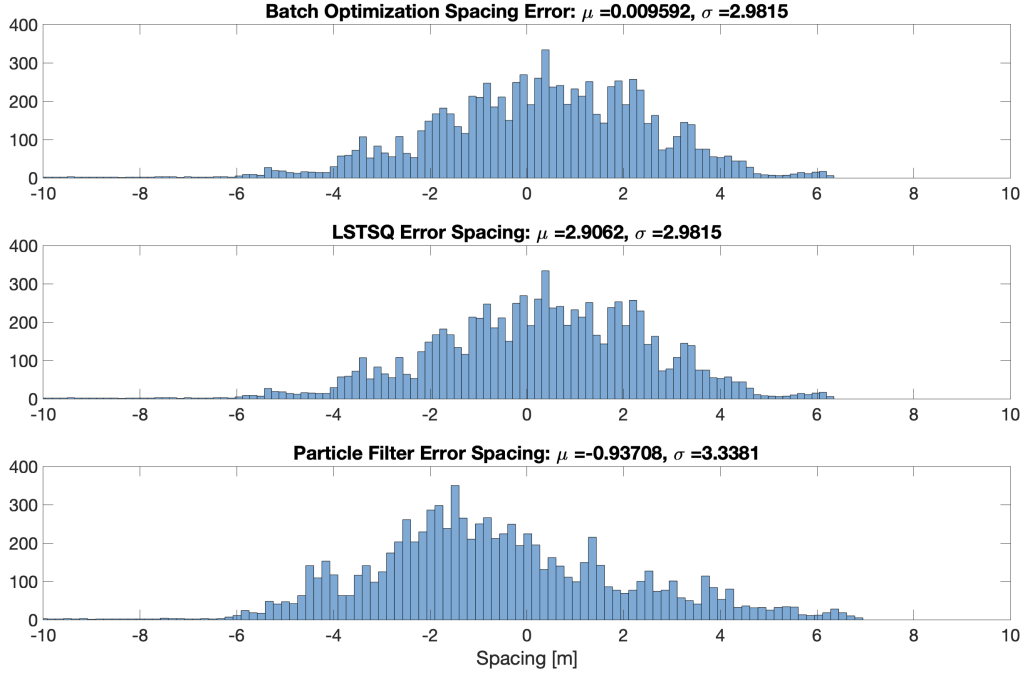 Batch Optimization Spacing Error: μ =0.009592, σ =2.9815
400
300
200
100
0
-10 -8 -6 -4 -2 0 2 4 6 8 10
LSTSQ Error Spacing: μ =2.9062, σ =2.9815
400
300
200
100
0
-10 -8 -6 -4 -2 0 2 4 6 8 10
Particle Filter Error Spacing: μ =-0.93708, σ =3.3381
400
300
200
100
0
-10 -8 -6 -4 -2 0 2 4 6 8 10
Spacing [m]